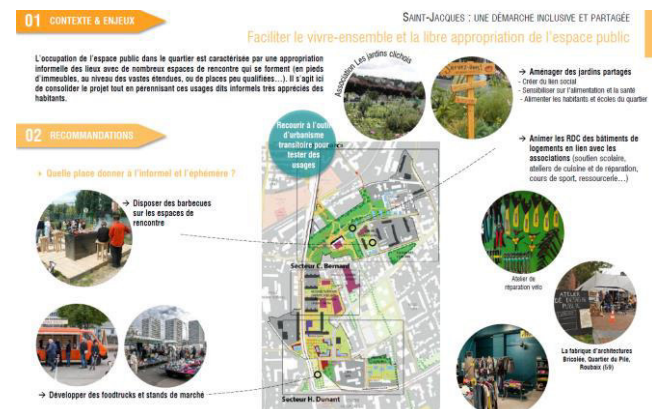 01 CONTEXTE & ENJEUX
SAINT-JACQUES : UNE DÉMARCHE INCLUSIVE ET PARTAGÉE
Faciliter le vivre-ensemble et la libre appropriation de l'espace public
L'occupation de l'espace public dans le quartier est caractérisée par une appropriation
informelle des lieux avec de nombreux espaces de rencontre qui se forment (en pieds
d'immeubles, au niveau des vastes étendues, ou de places peu qualifiées…). Il s'agit ici
de consolider le projet tout en pérennisant ces usages dits informels très appréciés des
habitants.
Association Les jardins clichois
→ Aménager des jardins partagés
- Créer du lien social
- Sensibiliser sur l'alimentation et la santé
- Alimenter les habitants et écoles du quartier
02 RECOMMANDATIONS
Recourir à l'outil
d'urbanisme
transitoire pour
tester des
usages
→ Animer les RDC des bâtiments de
logements en lien avec les
associations (soutien scolaire,
ateliers de cuisine et de réparation,
cours de sport, ressourcerie…)
Quelle place donner à l'informel et l'éphémère ?
→ Disposer des barbecues
sur les espaces de
rencontre
Secteur C. Bernard
Atelier de
réparation vélo
ATELIER
DE DESIGN
PUBLIC
La fabrique d'architectures
Bricolée, Quartier du Pile,
Roubaix (59)
→ Développer des foodtrucks et stands de marché
Secteur H. Dunant